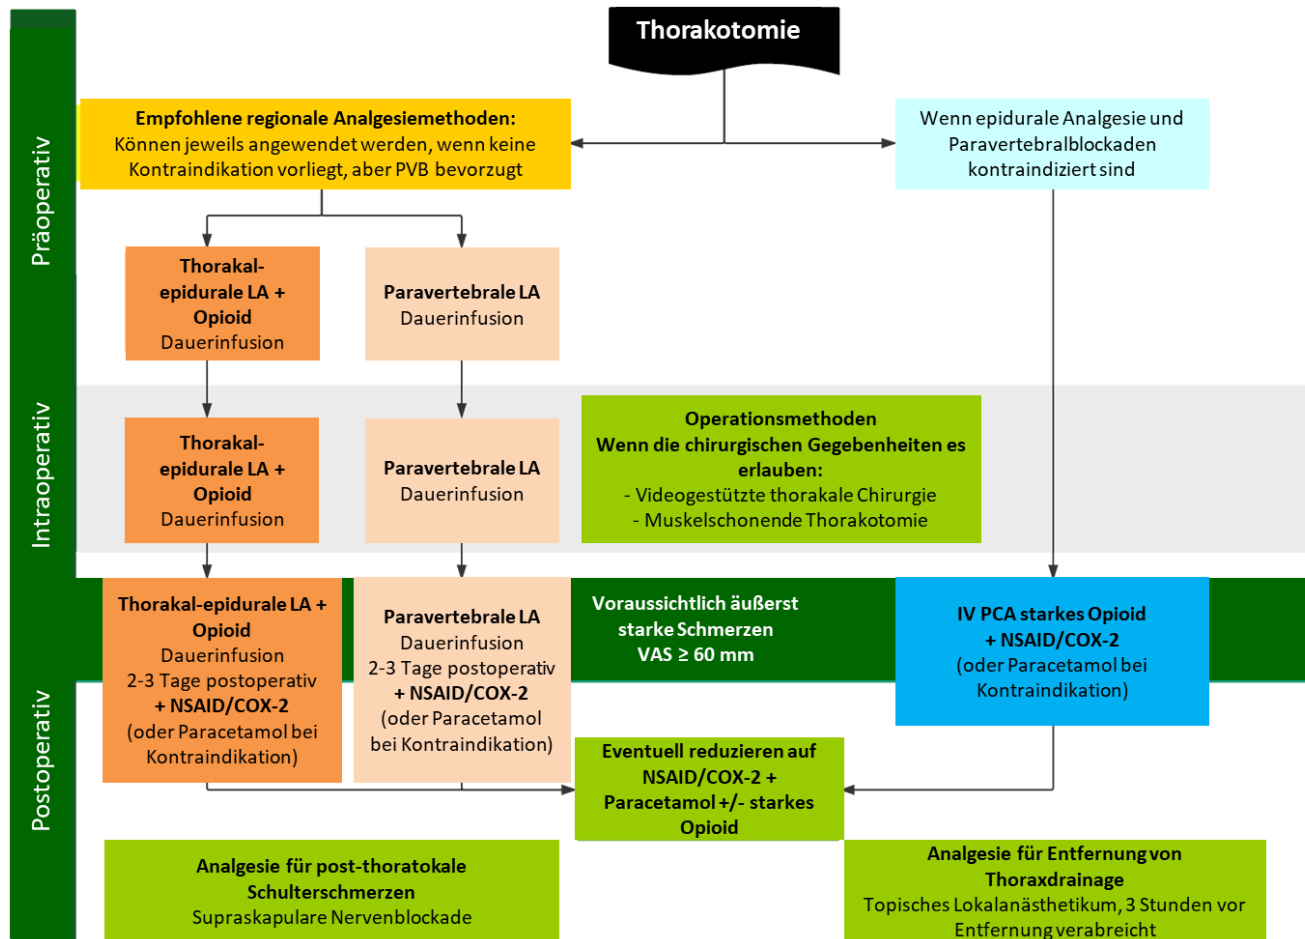 Thorakotomie
Präoperativ
Empfohlene regionale Analgesiemethoden:
Können jeweils angewendet werden, wenn keine
Kontraindikation vorliegt, aber PVB bevorzugt
Wenn epidurale Analgesie und
Paravertebralblockaden
kontraindiziert sind
Thorakal-
epidurale LA +
Opioid
Dauerinfusion
Paravertebrale LA
Dauerinfusion
Intraoperativ
Thorakal-
epidurale LA +
Opioid
Dauerinfusion
Paravertebrale LA
Dauerinfusion
Operationsmethoden
Wenn die chirurgischen Gegebenheiten es
erlauben:
- Videogestützte thorakale Chirurgie
- Muskelschonende Thorakotomie
Postoperativ
Thorakal-epidurale LA +
Opioid
Dauerinfusion
2-3 Tage postoperativ
+ NSAID/COX-2
(oder Paracetamol bei
Kontraindikation)
Paravertebrale LA
Dauerinfusion
2-3 Tage postoperativ
+ NSAID/COX-2
(oder Paracetamol
bei Kontraindikation)
Voraussichtlich äußerst
starke Schmerzen
VAS ≥ 60 mm
IV PCA starkes Opioid
+ NSAID/COX-2
(oder Paracetamol bei
Kontraindikation)
Eventuell reduzieren auf
NSAID/COX-2 +
Paracetamol +/- starkes
Opioid
Analgesie für post-thoratokale
Schulterschmerzen
Supraskapulare Nervenblockade
Analgesie für Entfernung von
Thoraxdrainage
Topisches Lokalanästhetikum, 3 Stunden vor
Entfernung verabreicht